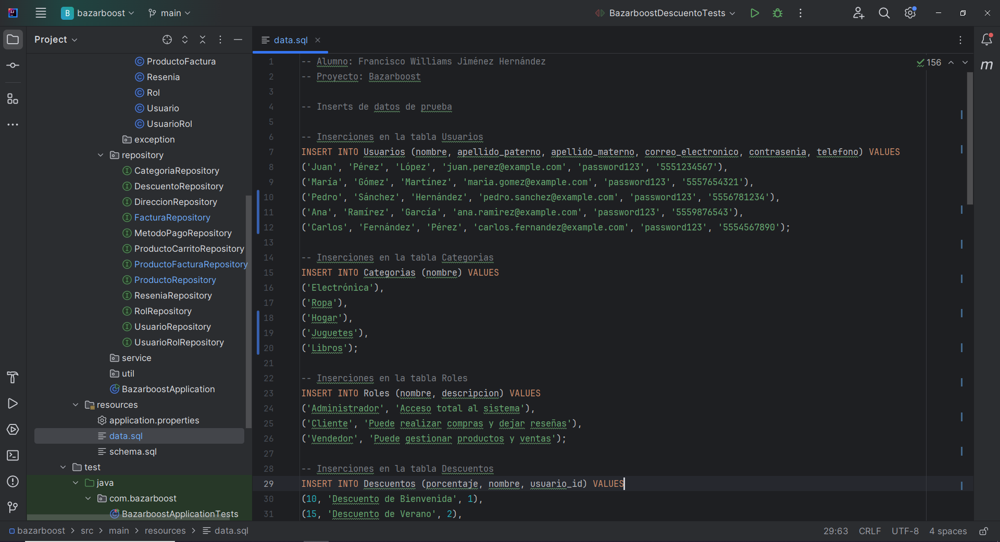 B bazarboost main BazarboostDescuentoTests
Project
data.sql
m
156
ProductoFactura
Resenia
Rol
Usuario
UsuarioRol
exception
repository
CategoriaRepository
DescuentoRepository
DireccionRepository
FacturaRepository
MetodoPagoRepository
ProductoCarritoRepository
ProductoFacturaRepository
ProductoRepository
ReseniaRepository
RolRepository
UsuarioRepository
UsuarioRolRepository
service
util
BazarboostApplication
resources
application.properties
data.sql
schema.sql
test
java
com.bazarboost
BazarboostApplicationTests
1 -- Alumno: Francisco Williams Jiménez Hernández
2 -- Proyecto: Bazarboost
3
4 -- Inserts de datos de prueba
5
6 -- Inserciones en la tabla Usuarios
7 INSERT INTO Usuarios (nombre, apellido_paterno, apellido_materno, correo_electronico, contrasenia, telefono) VALUES
8 ('Juan', 'Pérez', 'López', 'juan.perez@example.com', 'password123', '5551234567'),
9 ('María', 'Gómez', 'Martínez', 'maria.gomez@example.com', 'password123', '5557654321'),
10 ('Pedro', 'Sánchez', 'Hernández', 'pedro.sanchez@example.com', 'password123', '5556781234'),
11 ('Ana', 'Ramírez', 'García', 'ana.ramirez@example.com', 'password123', '5559876543'),
12 ('Carlos', 'Fernández', 'Pérez', 'carlos.fernandez@example.com', 'password123', '5554567890');
13
14 -- Inserciones en la tabla Categorias
15 INSERT INTO Categorias (nombre) VALUES
16 ('Electrónica'),
17 ('Ropa'),
18 ('Hogar'),
19 ('Juguetes'),
20 ('Libros');
21
22 -- Inserciones en la tabla Roles
23 INSERT INTO Roles (nombre, descripcion) VALUES
24 ('Administrador', 'Acceso total al sistema'),
25 ('Cliente', 'Puede realizar compras y dejar reseñas'),
26 ('Vendedor', 'Puede gestionar productos y ventas');
27
28 -- Inserciones en la tabla Descuentos
29 INSERT INTO Descuentos (porcentaje, nombre, usuario_id) VALUES
30 (10, 'Descuento de Bienvenida', 1),
31 (15, 'Descuento de Verano', 2),
bazarboost > src > main > resources > data.sql
29:63 CRLF UTF-8 4 spaces